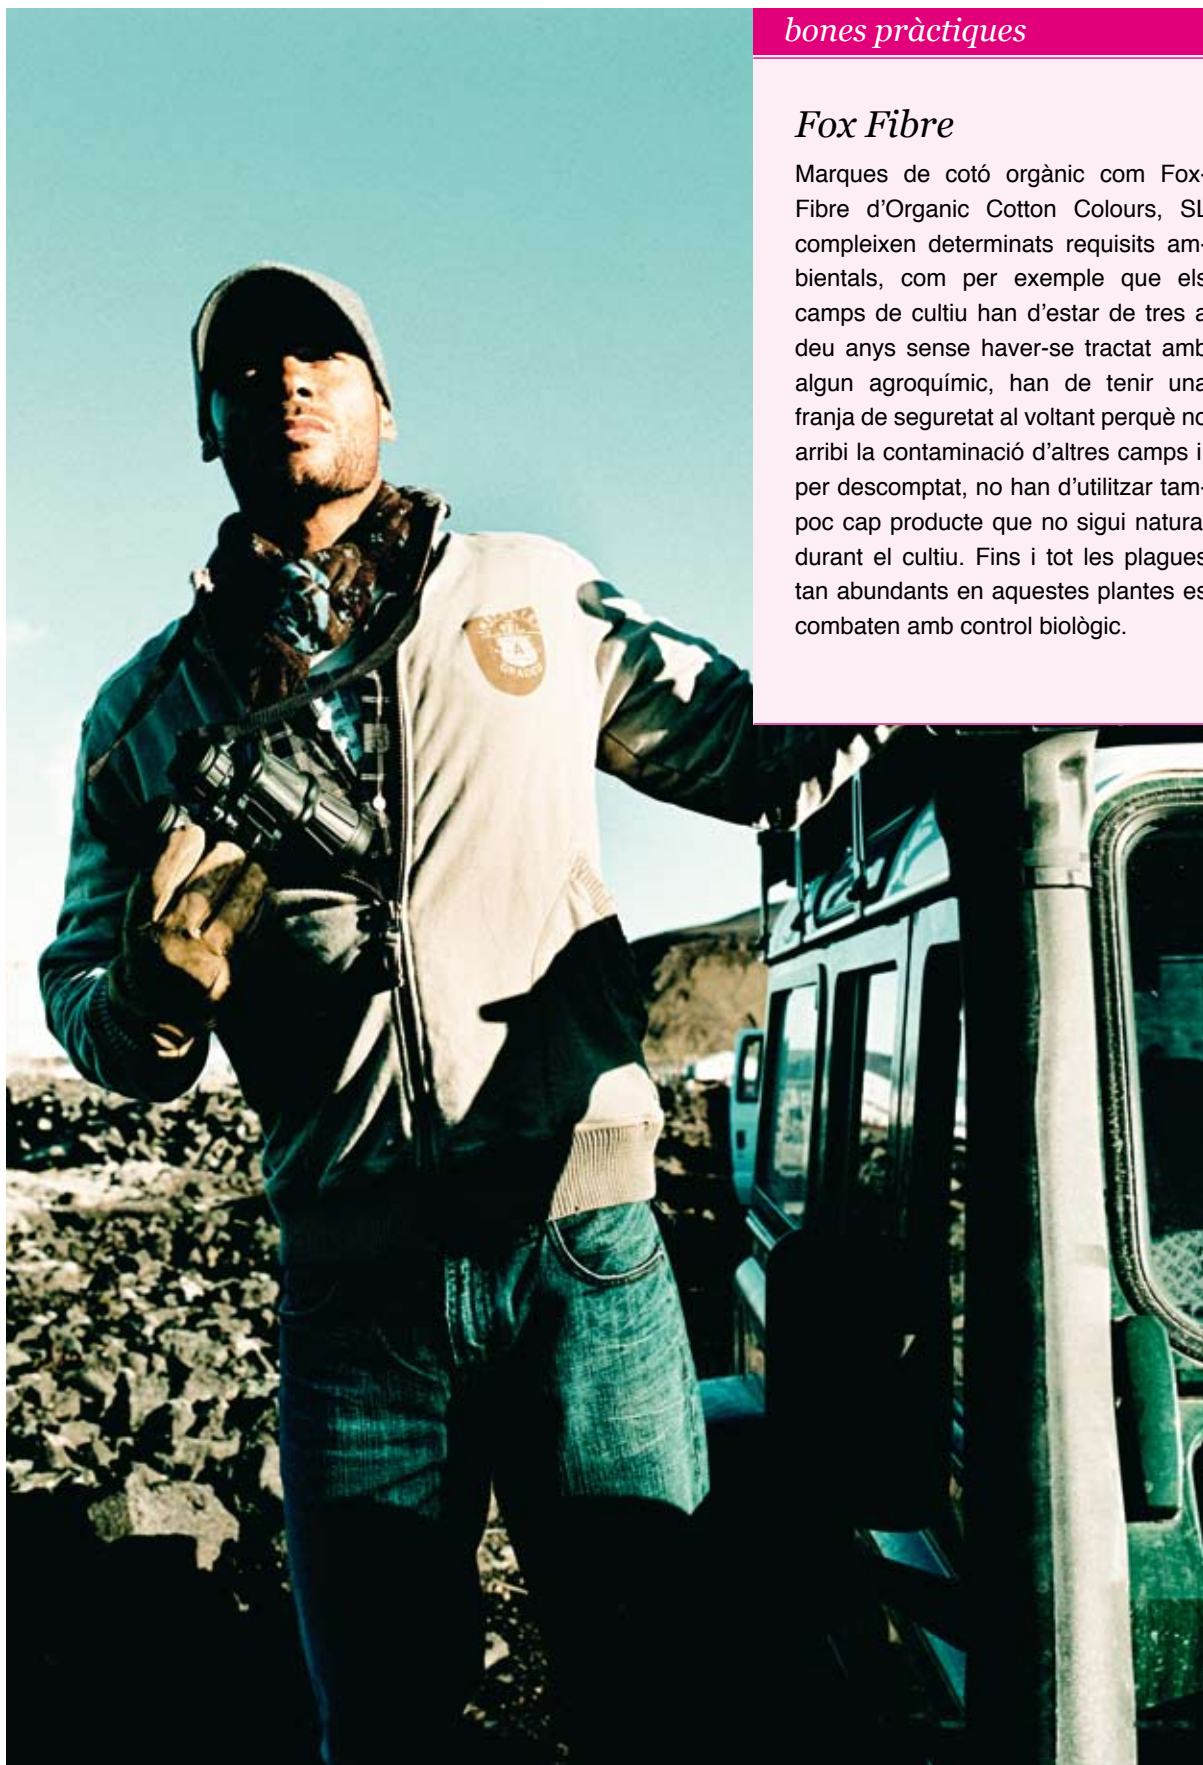 bones pràctiques
Fox Fibre
Marques de cotó orgànic com Fox-
Fibre d’Organic Cotton Colours, SL
compleixen determinats requisits am-
bientals, com per exemple que els
camps de cultiu han d’estar de tres a
deu anys sense haver-se tractat amb
algun agroquímic, han de tenir una
franja de seguretat al voltant perquè no
arribi la contaminació d’altres camps i
per descomptat, no han d’utilitzar tam-
poc cap producte que no sigui natural
durant el cultiu. Fins i tot les plagues
tan abundants en aquestes plantes es
combaten amb control biològic.
A
GRADES